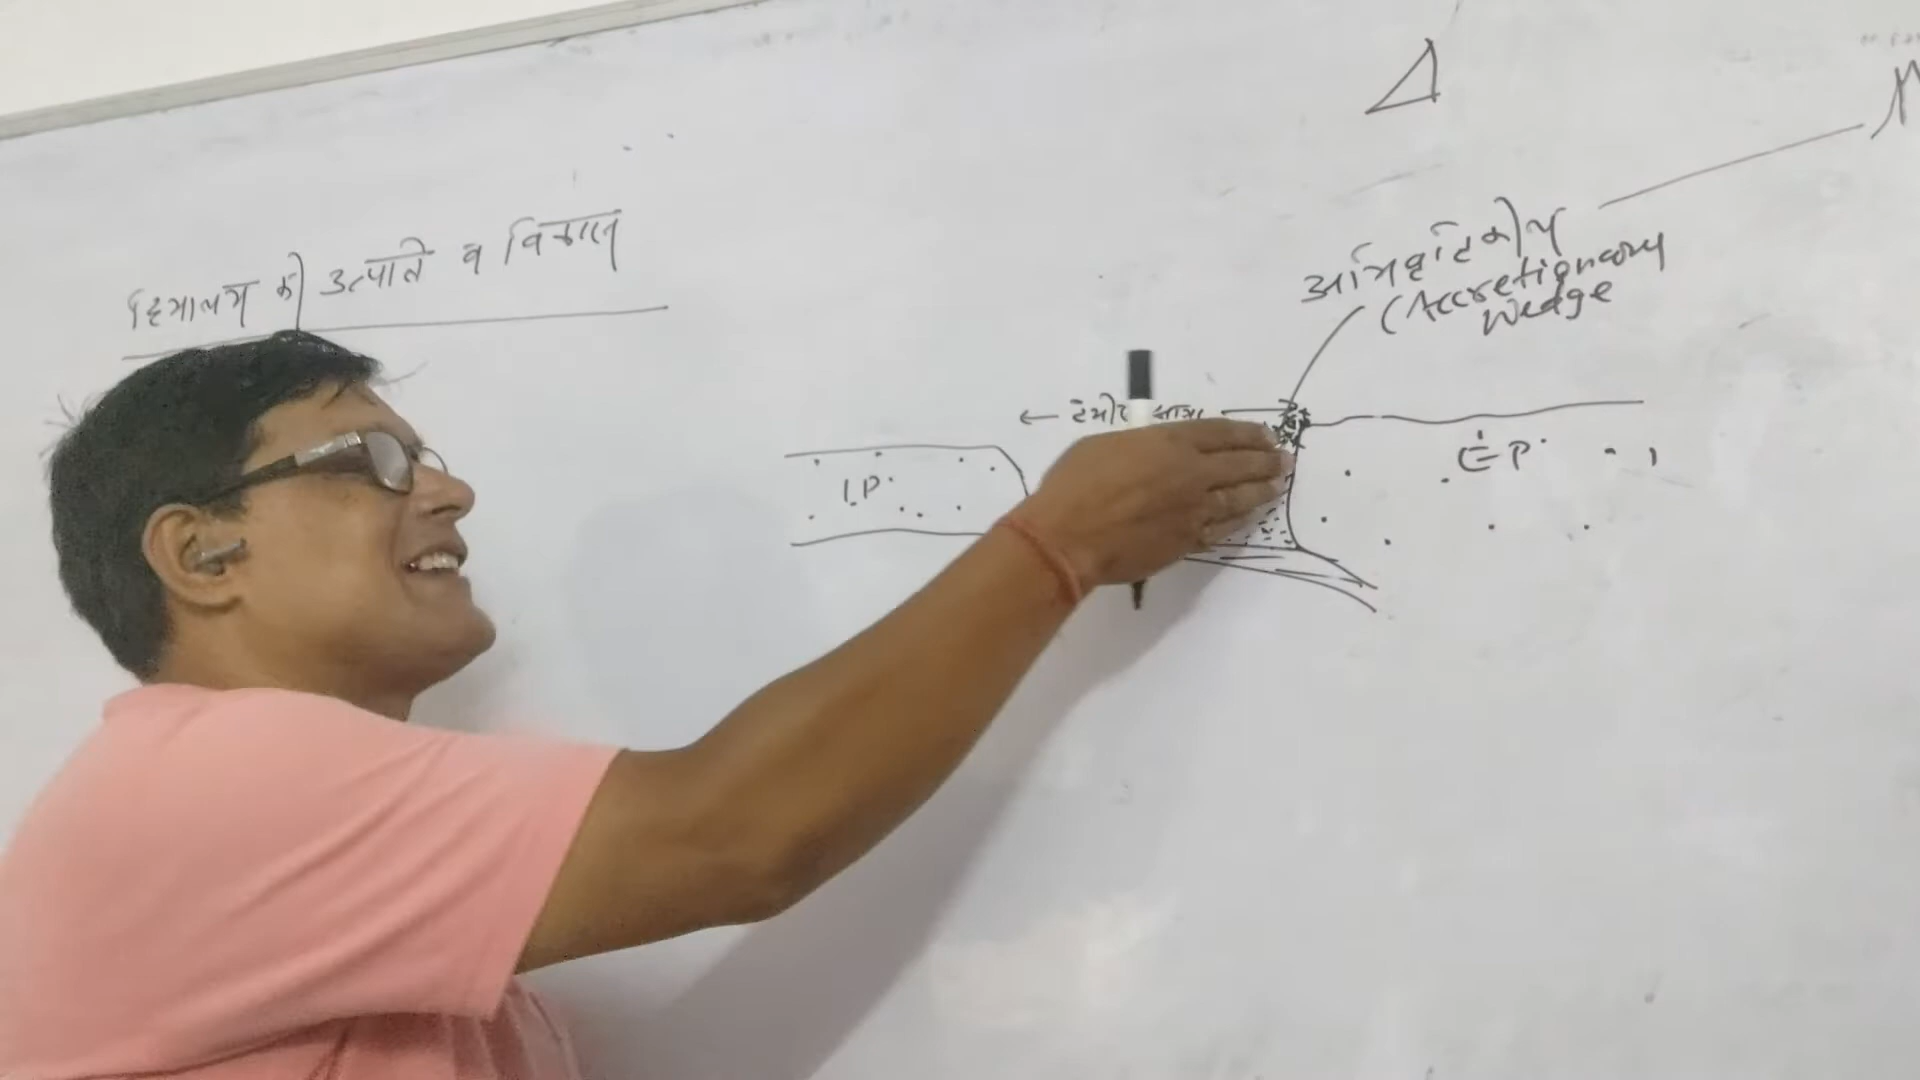 हिमालय की उत्पति व विकास
अभिवृद्धि कोण
(Accretionary
Wedge
I.P.
E.P.